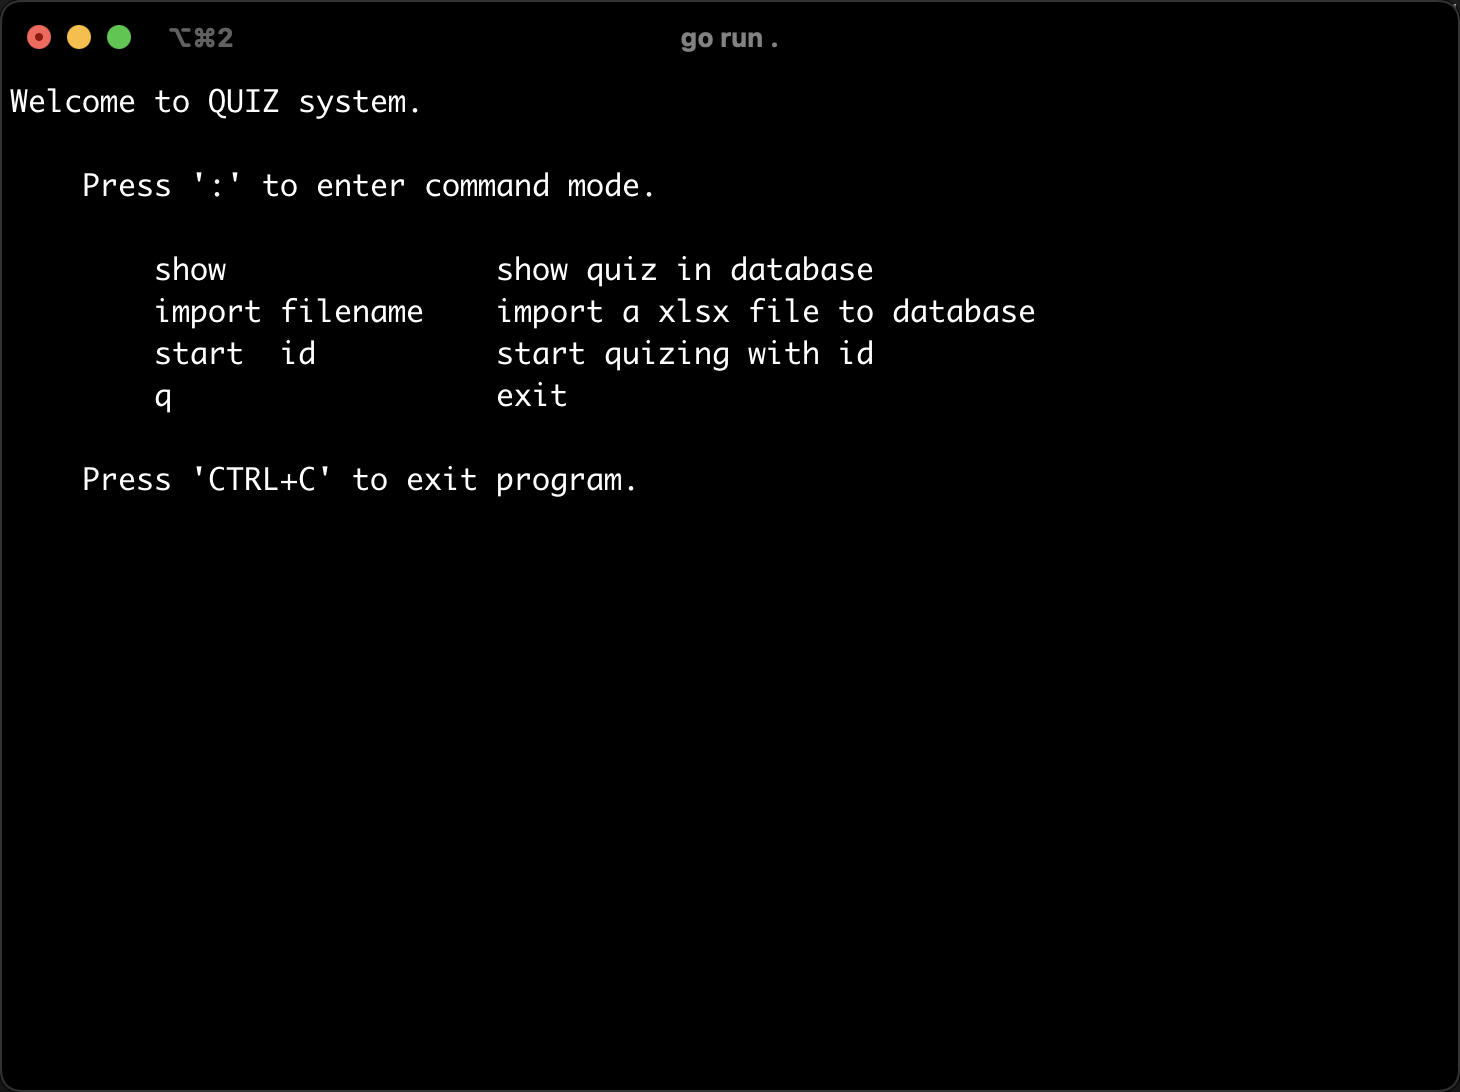 ⌥⌘2 go run .
Welcome to QUIZ system.
Press ':' to enter command mode.
show show quiz in database
import filename import a xlsx file to database
start id start quizing with id
q exit
Press 'CTRL+C' to exit program.